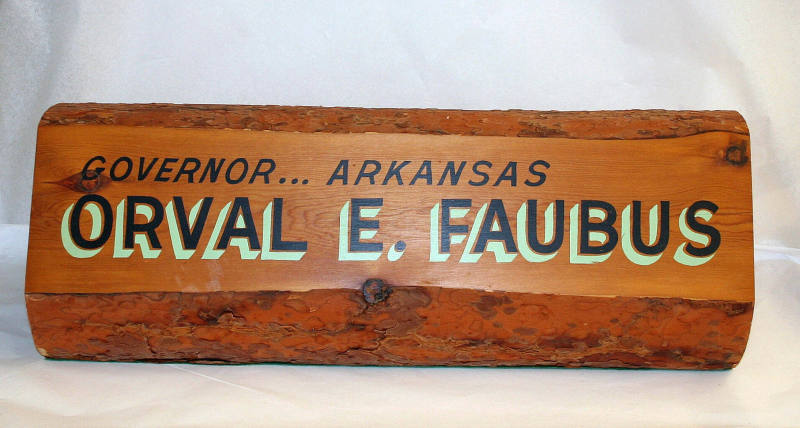 GOVERNOR... ARKANSAS
ORVAL E. FAUBUS